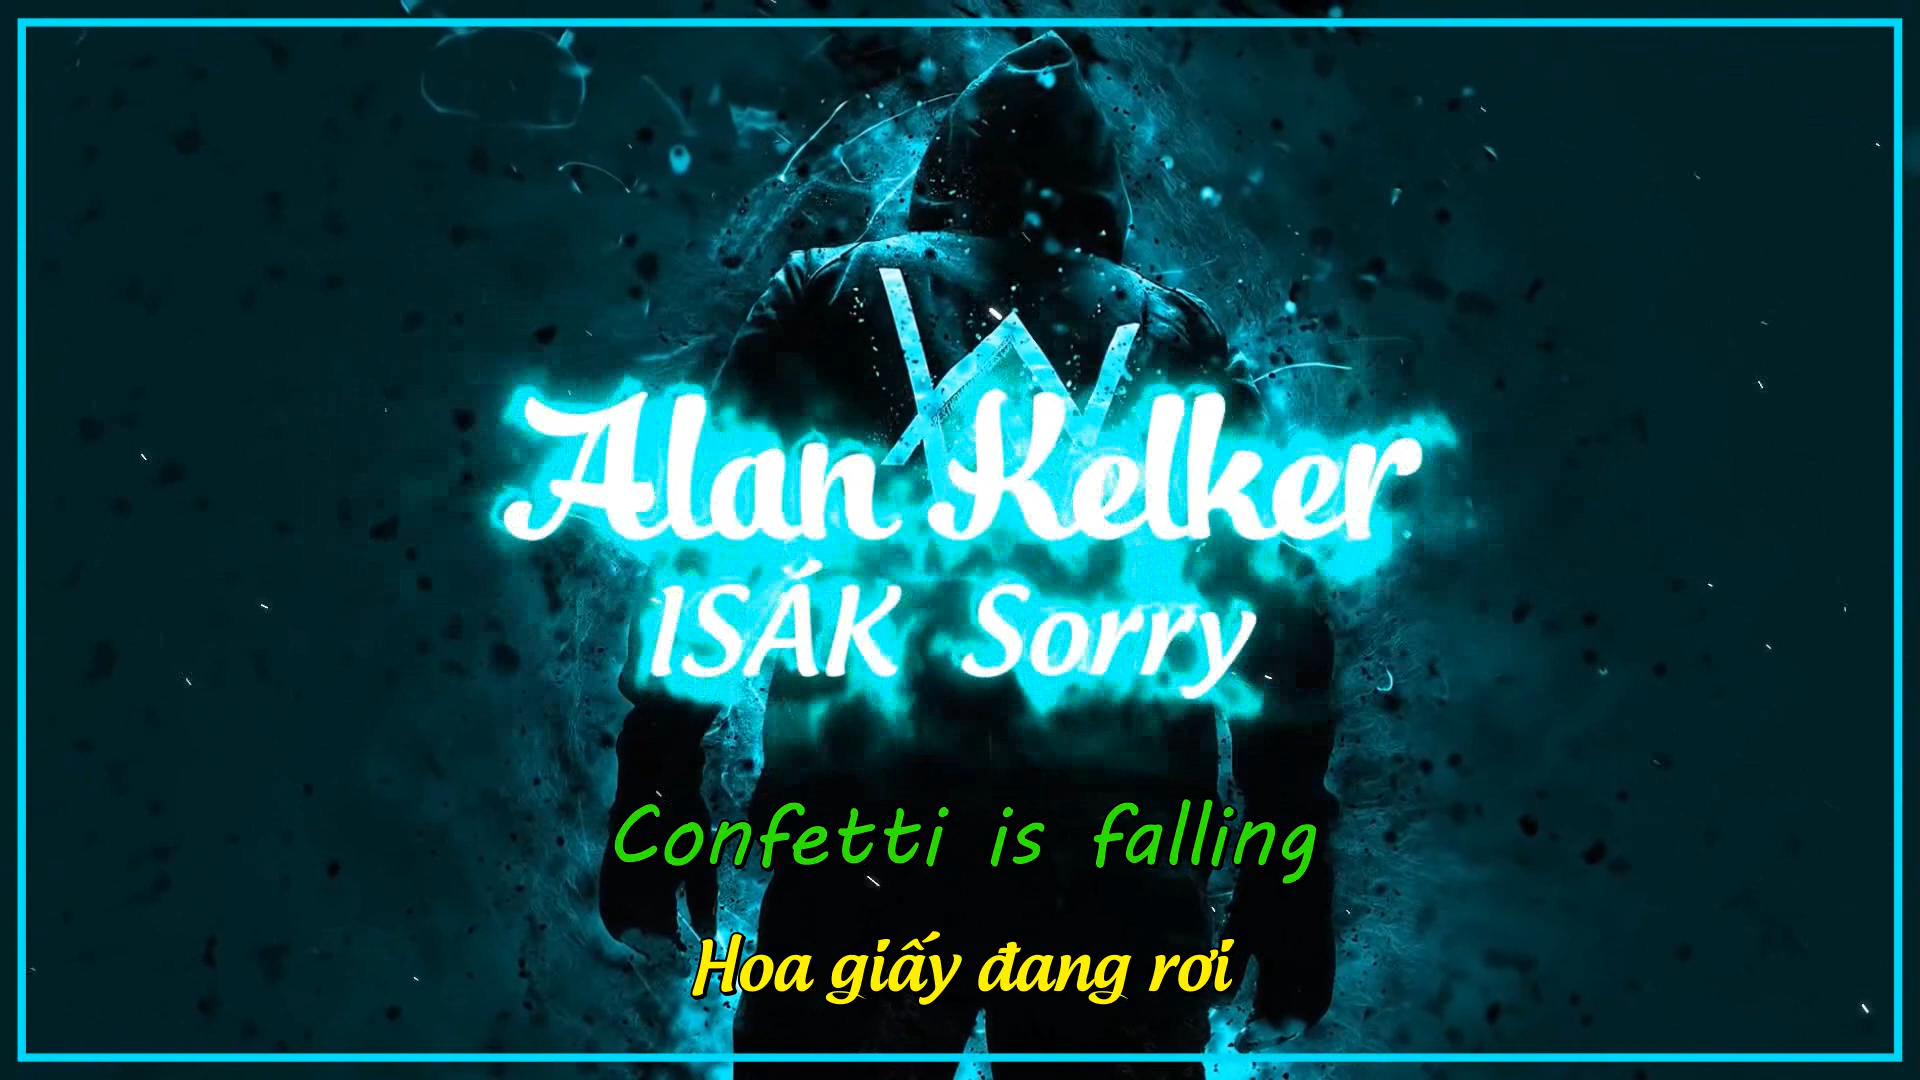 Alan Kelker
ISÁK Sorry
Confetti is falling
Hoa giấy đang rơi